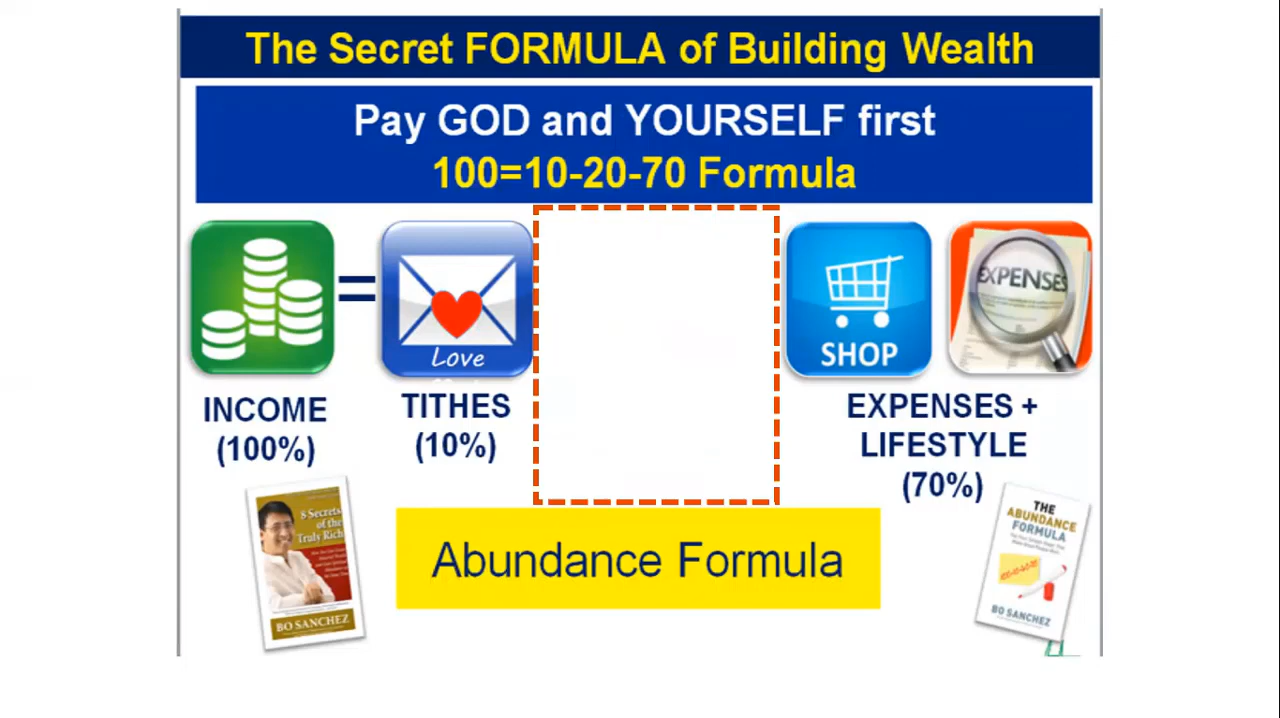 The Secret FORMULA of Building Wealth
Pay GOD and YOURSELF first
100=10-20-70 Formula
Love
SHOP
EXPENSES
INCOME
(100%)
TITHES
(10%)
EXPENSES +
LIFESTYLE
(70%)
8 Secrets
of the
Truly Rich
BO SANCHEZ
Abundance Formula
THE
ABUNDANCE
FORMULA
BO SANCHEZ